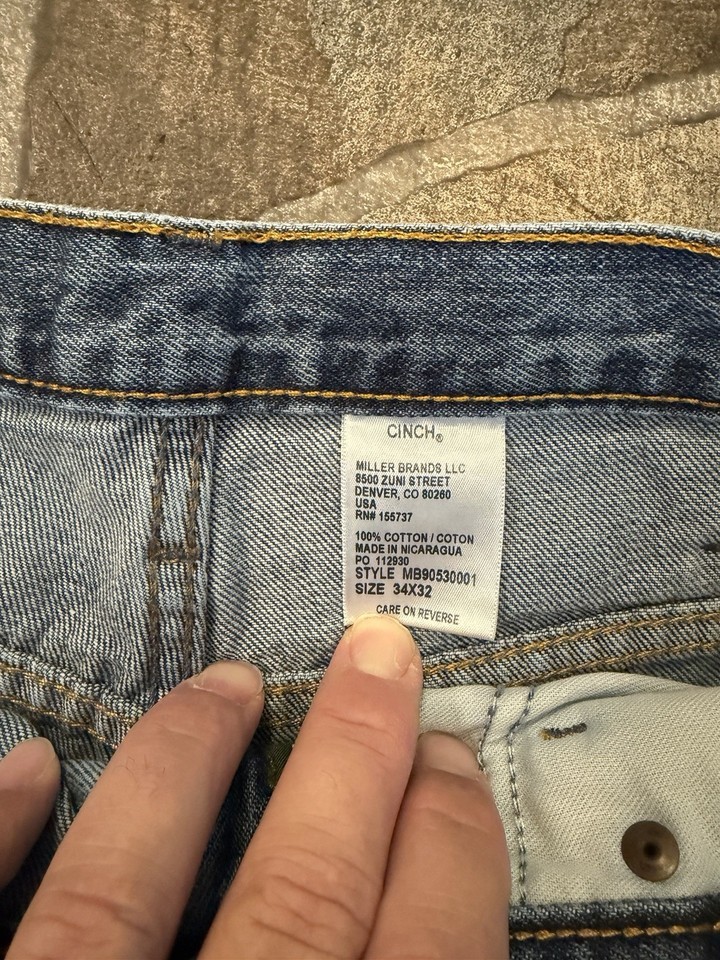 CINCH®
MILLER BRANDS LLC
8500 ZUNI STREET
DENVER, CO 80260
USA
RN# 155737
100% COTTON / COTON
MADE IN NICARAGUA
PO 112930
STYLE MB90530001
SIZE 34X32
CARE ON REVERSE